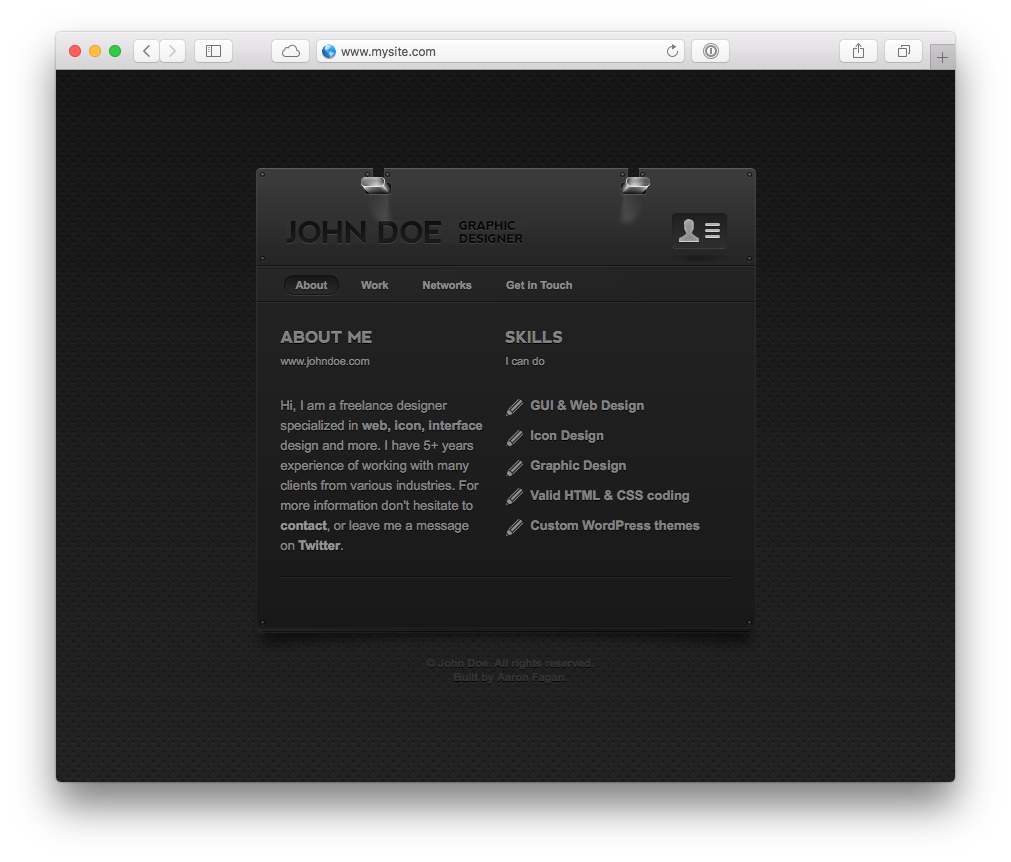 www.mysite.com
JOHN DOE
GRAPHIC
DESIGNER
About Work Networks Get in Touch
ABOUT ME
www.johndoe.com
Hi, I am a freelance designer
specialized in web, icon, interface
design and more. I have 5+ years
experience of working with many
clients from various industries. For
more information don't hesitate to
contact, or leave me a message
on Twitter.
SKILLS
I can do
GUI & Web Design
Icon Design
Graphic Design
Valid HTML & CSS coding
Custom WordPress themes
© John Doe. All rights reserved.
Built by Aaron Fagan.